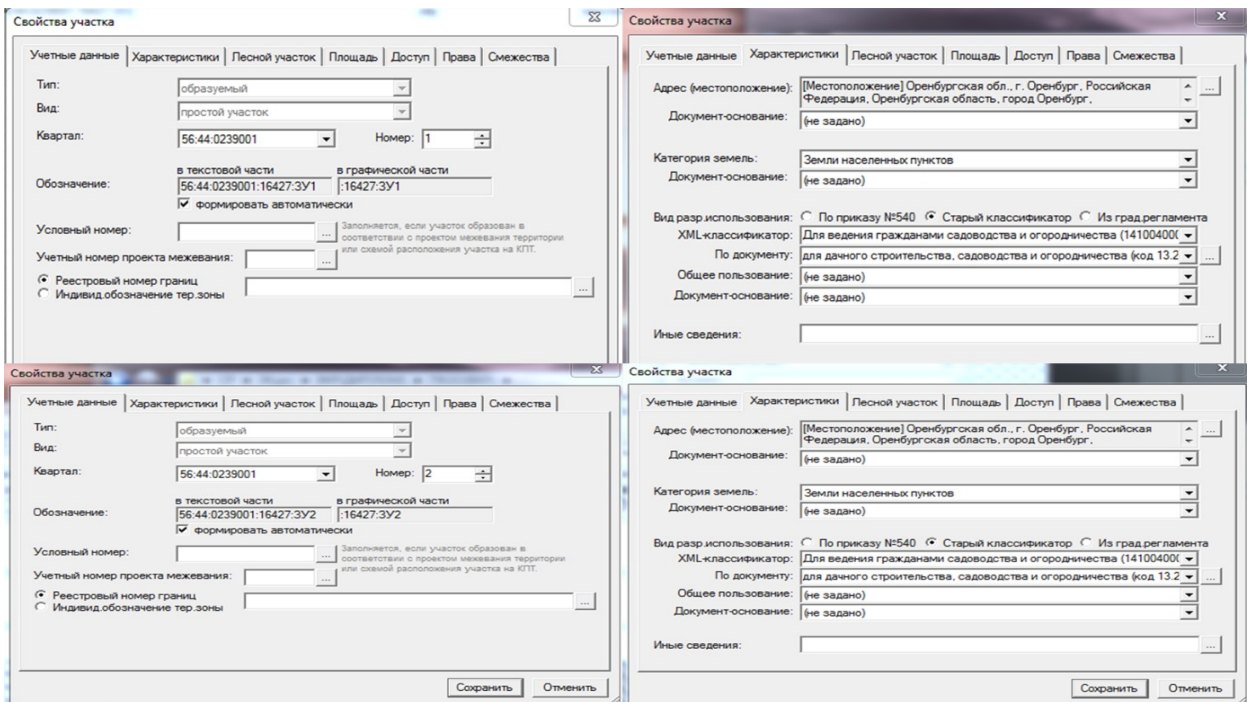 Свойства участка
Учетные данные Характеристики Лесной участок Площадь Доступ Права Смежества
Тип: образуемый
Вид: простой участок
Квартал: 56:44:0239001 Номер: 1
в текстовой части в графической части
Обозначение: 56:44:0239001:16427:ЗУ1 :16427:ЗУ1
формировать автоматически
Условный номер: ... Заполняется, если участок образован в
соответствии с проектом межевания территории
или схемой расположения участка на КПТ.
Учетный номер проекта межевания: ...
Реестровый номер границ ...
Индивид.обозначение тер.зоны
Свойства участка
Учетные данные Характеристики Лесной участок Площадь Доступ Права Смежества
Адрес (местоположение): [Местоположение] Оренбургская обл., г. Оренбург, Российская ...
Федерация, Оренбургская область, город Оренбург,
Документ-основание: (не задано)
Категория земель: Земли населенных пунктов
Документ-основание: (не задано)
Вид разр.использования: По приказу №540 Старый классификатор Из град.регламента
XML-классификатор: Для ведения гражданами садоводства и огородничества (14100400(
По документу: для дачного строительства, садоводства и огородничества (код 13.2 ...
Общее пользование: (не задано)
Документ-основание: (не задано)
Иные сведения: ...
Свойства участка
Учетные данные Характеристики Лесной участок Площадь Доступ Права Смежества
Тип: образуемый
Вид: простой участок
Квартал: 56:44:0239001 Номер: 2
в текстовой части в графической части
Обозначение: 56:44:0239001:16427:ЗУ2 :16427:ЗУ2
формировать автоматически
Условный номер: ... Заполняется, если участок образован в
соответствии с проектом межевания территории
или схемой расположения участка на КПТ.
Учетный номер проекта межевания: ...
Реестровый номер границ ...
Индивид.обозначение тер.зоны
Сохранить Отменить
Свойства участка
Учетные данные Характеристики Лесной участок Площадь Доступ Права Смежества
Адрес (местоположение): [Местоположение] Оренбургская обл., г. Оренбург, Российская ...
Федерация, Оренбургская область, город Оренбург,
Документ-основание: (не задано)
Категория земель: Земли населенных пунктов
Документ-основание: (не задано)
Вид разр.использования: По приказу №540 Старый классификатор Из град.регламента
XML-классификатор: Для ведения гражданами садоводства и огородничества (14100400(
По документу: для дачного строительства, садоводства и огородничества (код 13.2 ...
Общее пользование: (не задано)
Документ-основание: (не задано)
Иные сведения: ...
Сохранить Отменить